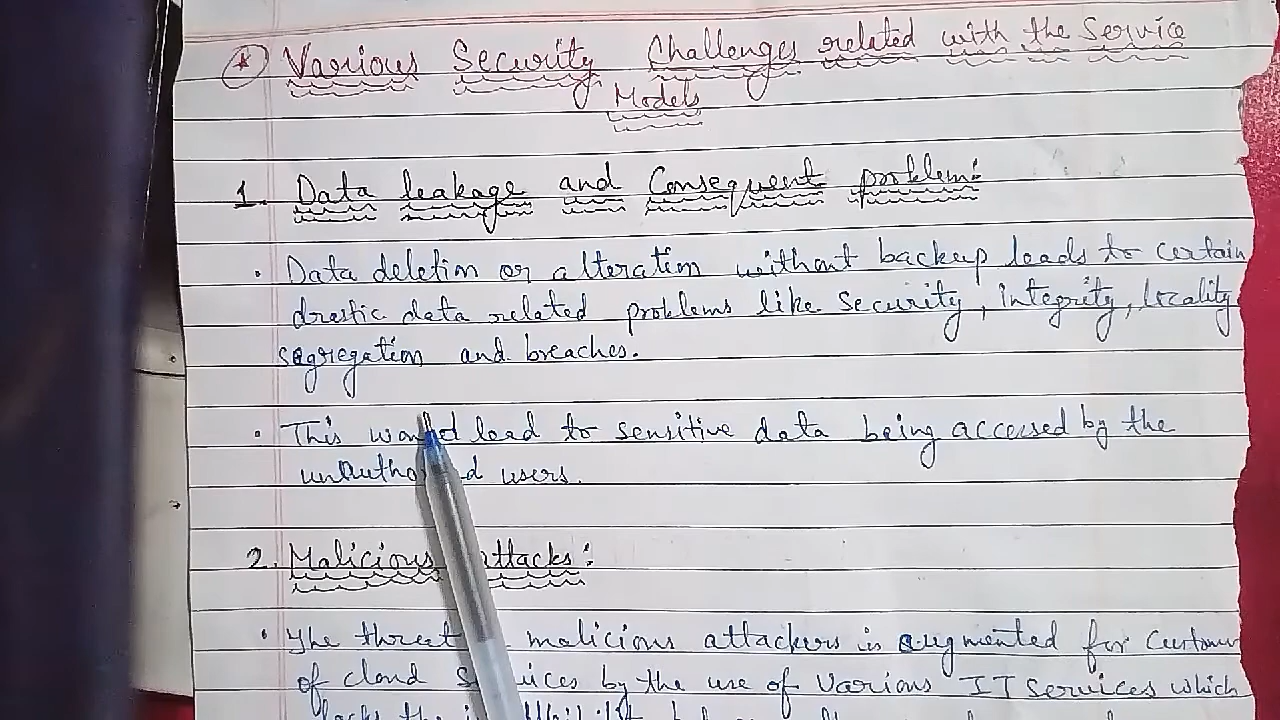 * Various Security Challenges related with the Service
Models
1. Data leakage and Consequent problem:
• Data deletion or alteration without backup leads to certain
drastic data related problems like security, integrity, locality
segregation and breaches.
• This would lead to sensitive data being accessed by the
users.
2. Malicious attacks:
• The threat malicious attackers is augmented for customer
of cloud by the use of various IT services which
lacks the